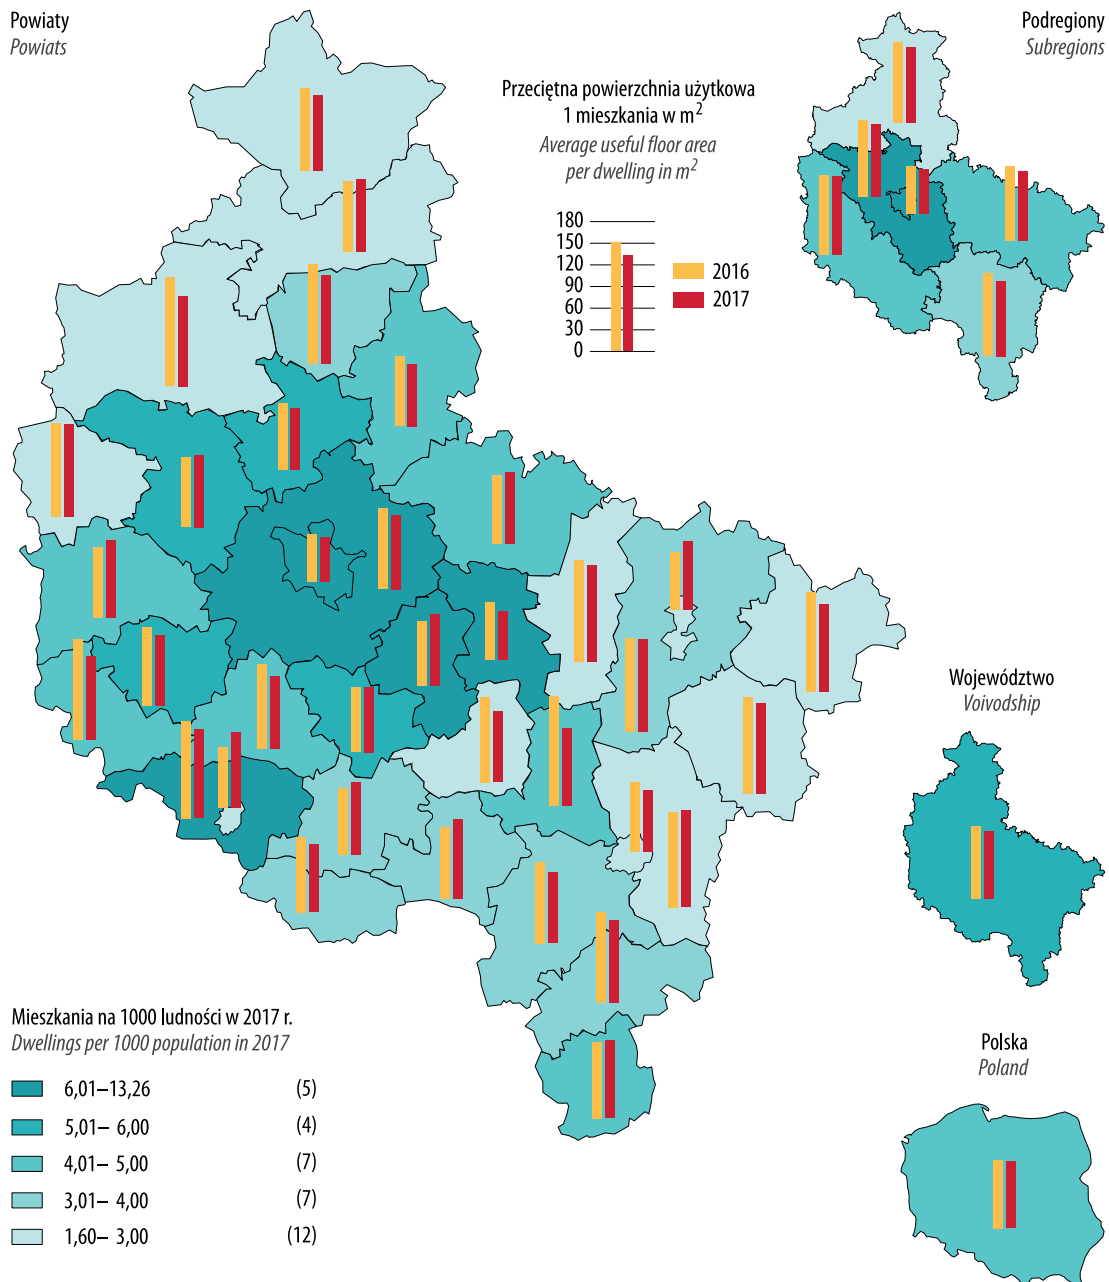 Powiaty
Powiats
Przeciętna powierzchnia użytkowa
1 mieszkania w m²
Average useful floor area
per dwelling in m²
180
150
120
90
60
30
0
2016
2017
Podregiony
Subregions
Województwo
Voivodship
Polska
Poland
Mieszkania na 1000 ludności w 2017 r.
Dwellings per 1000 population in 2017
6,01–13,26 (5)
5,01– 6,00 (4)
4,01– 5,00 (7)
3,01– 4,00 (7)
1,60– 3,00 (12)